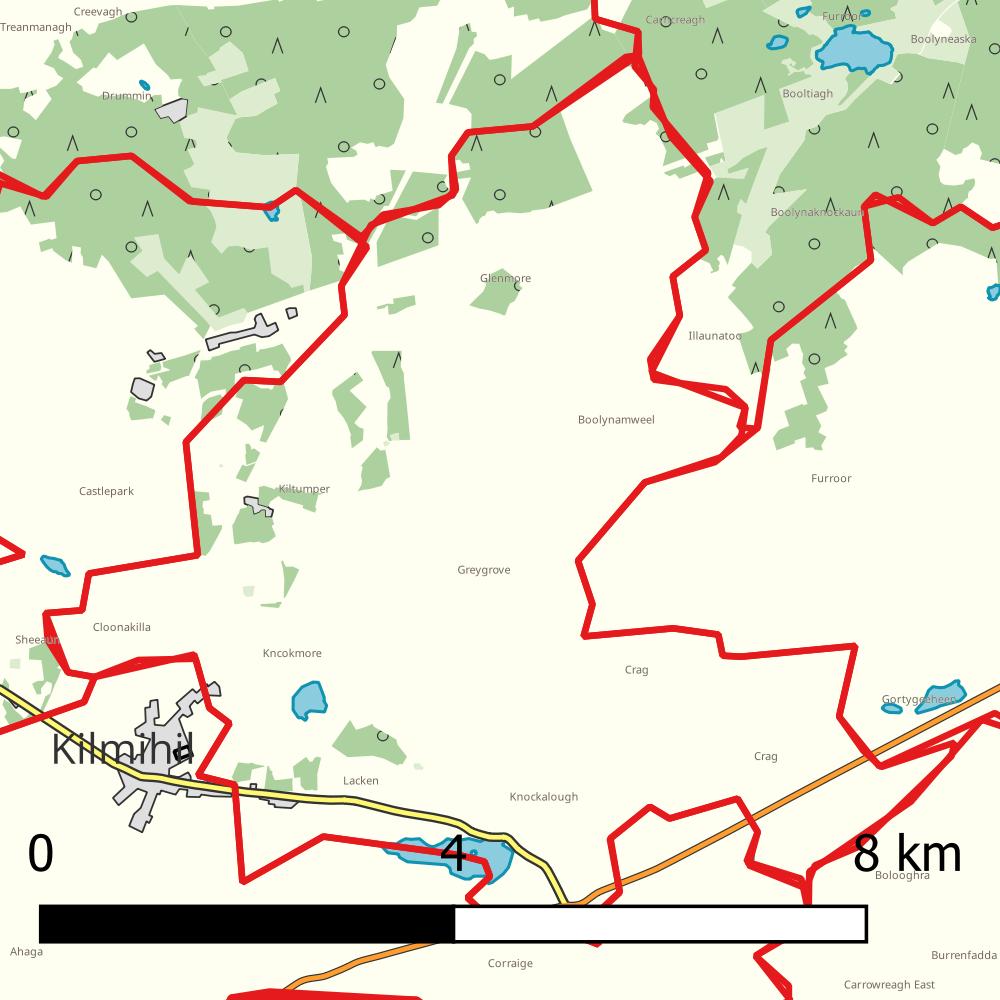 Creevagh
Treanmanagh
Carncreagh
Furroor
Boolyneaska
Drummin
Booltiagh
Boolynaknockaun
Glenmore
Illaunatoo
Boolynamweel
Furroor
Castlepark
Kiltumper
Greygrove
Cloonakilla
Sheeaun
Kncokmore
Crag
Gortygeeheen
Kilmihil
Crag
Lacken
Knockalough
0
4
8 km
Bolooghra
Ahaga
Corraige
Burrenfadda
Carrowreagh East